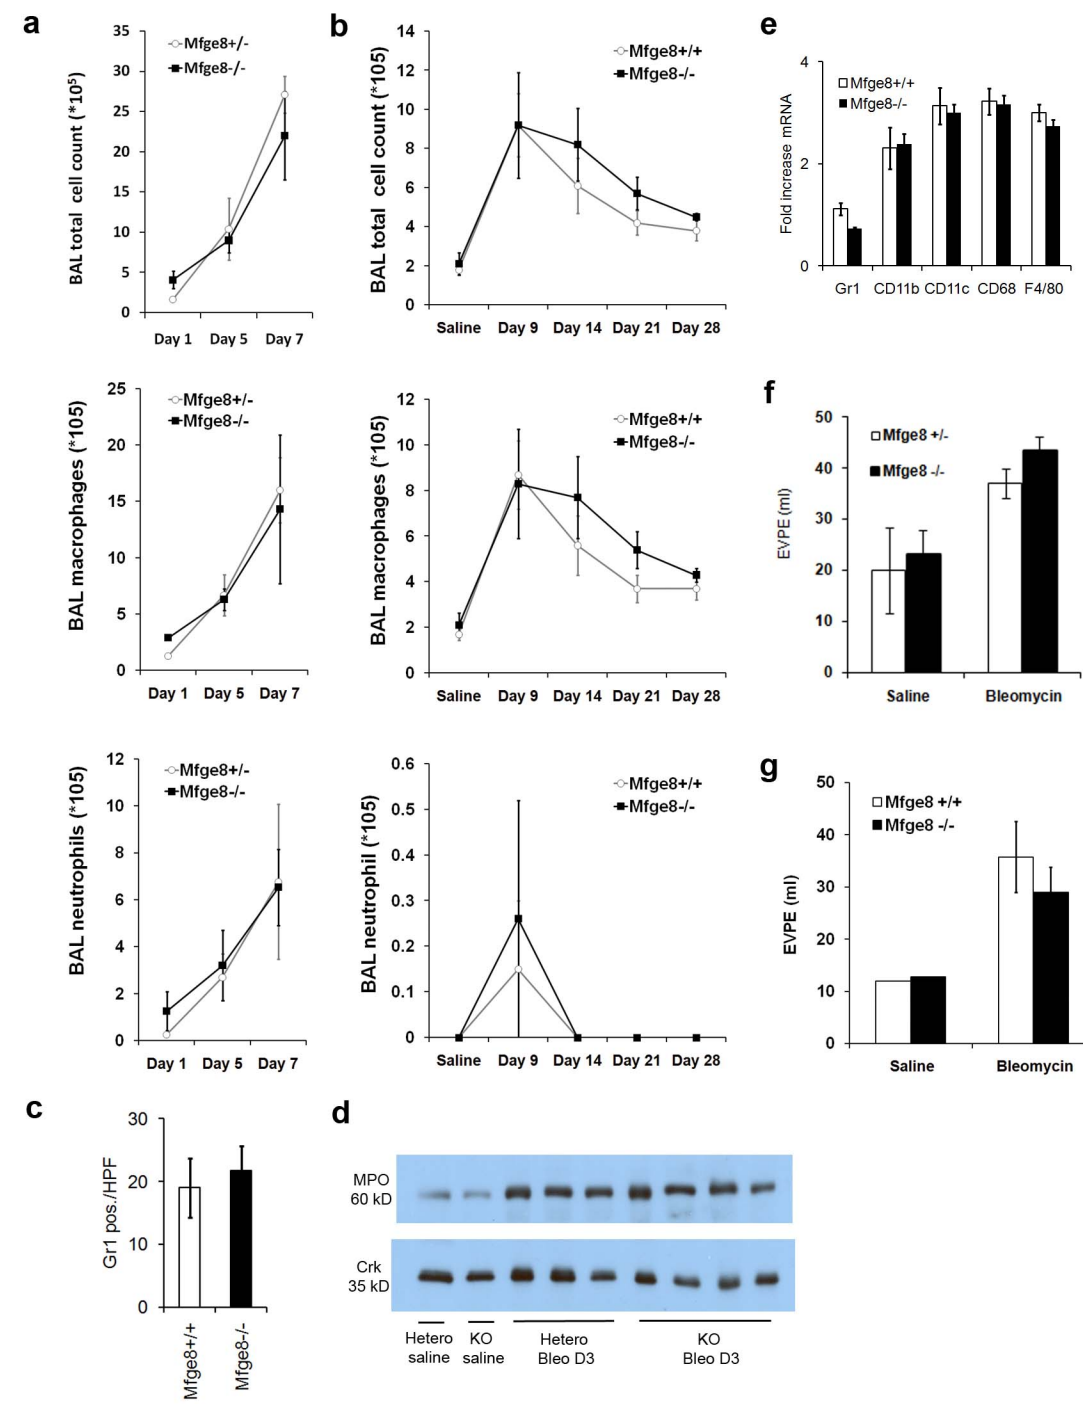 a
BAL total cell count (*10⁵)
35
30
25
20
15
10
5
0
Mfge8+/-
Mfge8-/-
Day 1 Day 5 Day 7
BAL macrophages (*105)
25
20
15
10
5
0
Mfge8+/-
Mfge8-/-
Day 1 Day 5 Day 7
BAL neutrophils (*105)
12
10
8
6
4
2
0
Mfge8+/-
Mfge8-/-
Day 1 Day 5 Day 7
b
BAL total cell count (*105)
14
12
10
8
6
4
2
0
Mfge8+/+
Mfge8-/-
Saline Day 9 Day 14 Day 21 Day 28
BAL macrophages (*105)
12
10
8
6
4
2
0
Mfge8+/+
Mfge8-/-
Saline Day 9 Day 14 Day 21 Day 28
BAL neutrophil (*105)
0.6
0.5
0.4
0.3
0.2
0.1
0
Mfge8+/+
Mfge8-/-
Saline Day 9 Day 14 Day 21 Day 28
c
Gr1 pos./HPF
30
20
10
0
Mfge8+/+
Mfge8-/-
d
MPO
60 kD
Crk
35 kD
Hetero
saline
KO
saline
Hetero
Bleo D3
KO
Bleo D3
e
Fold increase mRNA
4
2
0
Mfge8+/+
Mfge8-/-
Gr1 CD11b CD11c CD68 F4/80
f
EVPE (ml)
50
40
30
20
10
0
Mfge8 +/-
Mfge8 -/-
Saline Bleomycin
g
EVPE (ml)
50
40
30
20
10
0
Mfge8 +/+
Mfge8 -/-
Saline Bleomycin